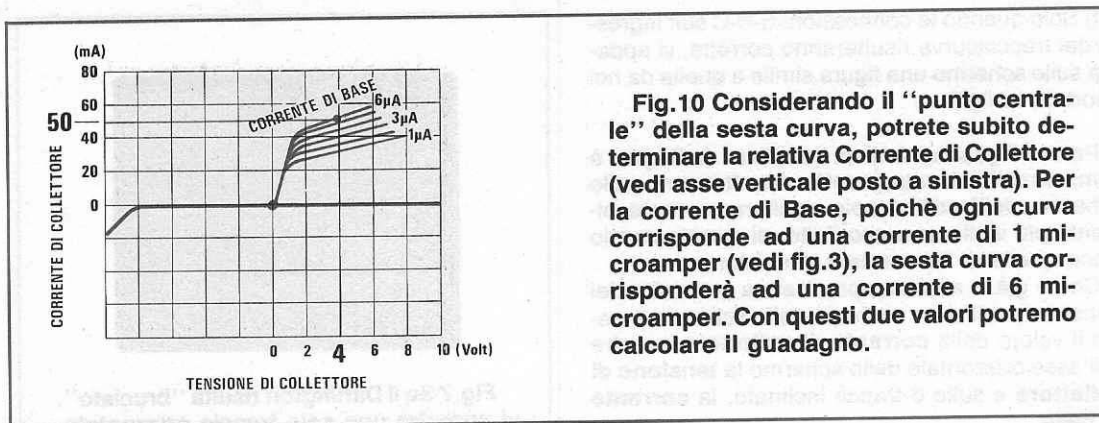 (mA)
80
60
50
40
20
0
CORRENTE DI COLLETTORE
CORRENTE DI BASE
6µA
3µA
1µA
0 2 4 6 8 10 (Volt)
TENSIONE DI COLLETTORE
Fig.10 Considerando il "punto centra-
le" della sesta curva, potrete subito de-
terminare la relativa Corrente di Collettore
(vedi asse verticale posto a sinistra). Per
la corrente di Base, poichè ogni curva
corrisponde ad una corrente di 1 mi-
croamper (vedi fig.3), la sesta curva cor-
risponderà ad una corrente di 6 mi-
croamper. Con questi due valori potremo
calcolare il guadagno.